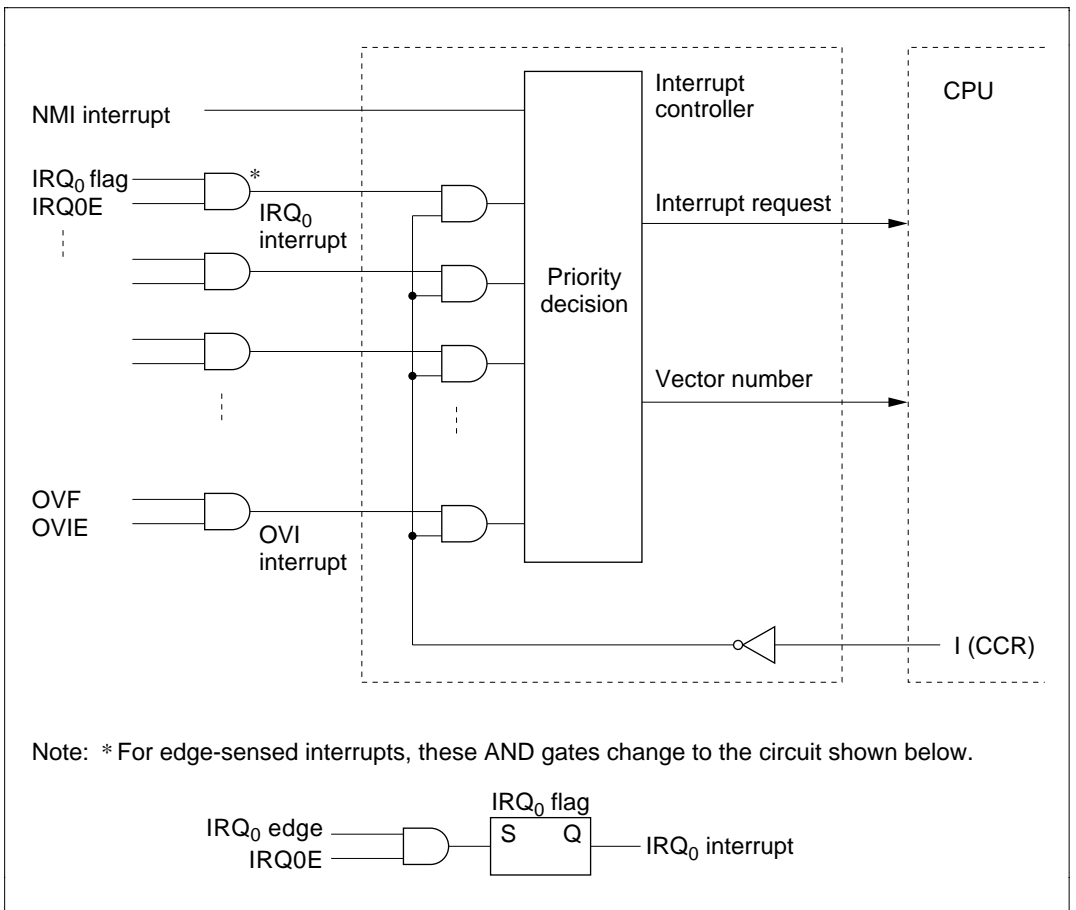 Interrupt
controller
CPU
NMI interrupt
IRQ₀ flag
IRQ0E
*
IRQ₀
interrupt
Interrupt request
Priority
decision
Vector number
OVF
OVIE
OVI
interrupt
I (CCR)
Note: * For edge-sensed interrupts, these AND gates change to the circuit shown below.
IRQ₀ flag
IRQ₀ edge
IRQ0E
S Q
IRQ₀ interrupt